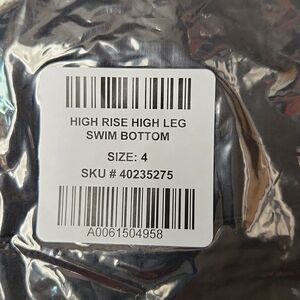 HIGH RISE HIGH LEG
SWIM BOTTOM
SIZE: 4
SKU # 40235275
A0061504958